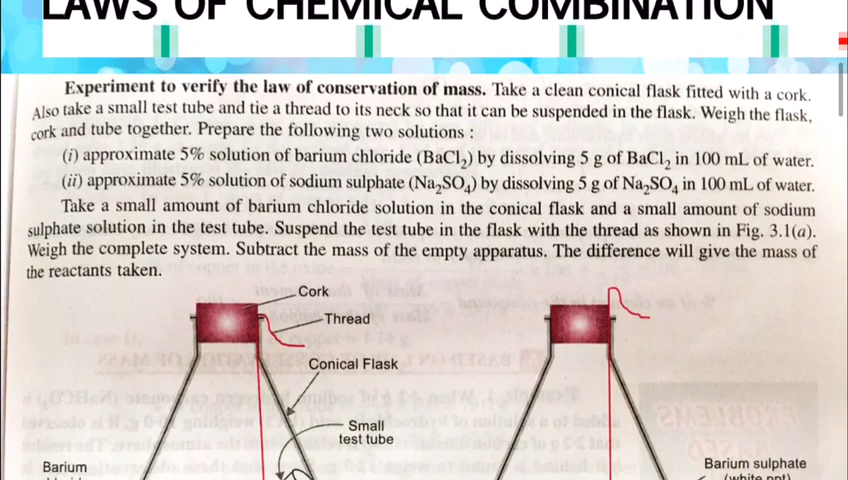 LAWS OF CHEMICAL COMBINATION
Experiment to verify the law of conservation of mass. Take a clean conical flask fitted with a cork.
Also take a small test tube and tie a thread to its neck so that it can be suspended in the flask. Weigh the flask,
cork and tube together. Prepare the following two solutions :
(i) approximate 5% solution of barium chloride (BaCl₂) by dissolving 5 g of BaCl₂ in 100 mL of water.
(ii) approximate 5% solution of sodium sulphate (Na₂SO₄) by dissolving 5 g of Na₂SO₄ in 100 mL of water.
Take a small amount of barium chloride solution in the conical flask and a small amount of sodium
sulphate solution in the test tube. Suspend the test tube in the flask with the thread as shown in Fig. 3.1(a).
Weigh the complete system. Subtract the mass of the empty apparatus. The difference will give the mass of
the reactants taken.
Cork
Thread
Conical Flask
Small
test tube
Barium
Barium sulphate
(white ppt)